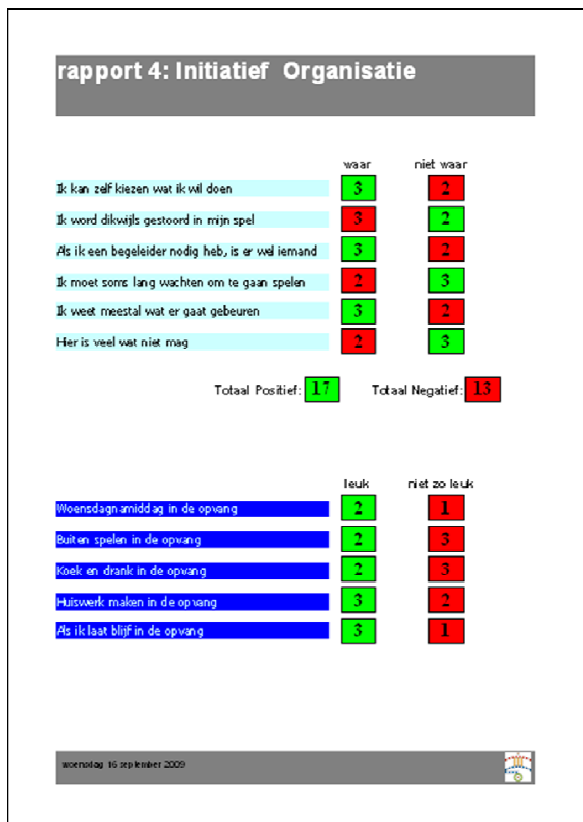 rapport 4: Initiatief Organisatie
waar niet waar
Ik kan zelf kiezen wat ik wil doen 3 2
Ik word dikwijls gestoord in mijn spel 3 2
Als ik een begeleider nodig heb, is er wel iemand 3 2
Ik moet soms lang wachten om te gaan spelen 2 3
Ik weet meestal wat er gaat gebeuren 3 2
Hier is veel wat niet mag 2 3
Totaal Positief: 17 Totaal Negatief: 13
leuk niet zo leuk
Woensdagnamiddag in de opvang 2 1
Buiten spelen in de opvang 2 3
Koek en drank in de opvang 2 3
Huiswerk maken in de opvang 3 2
Als ik laat blijf in de opvang 3 1
woensdag 16 september 2009